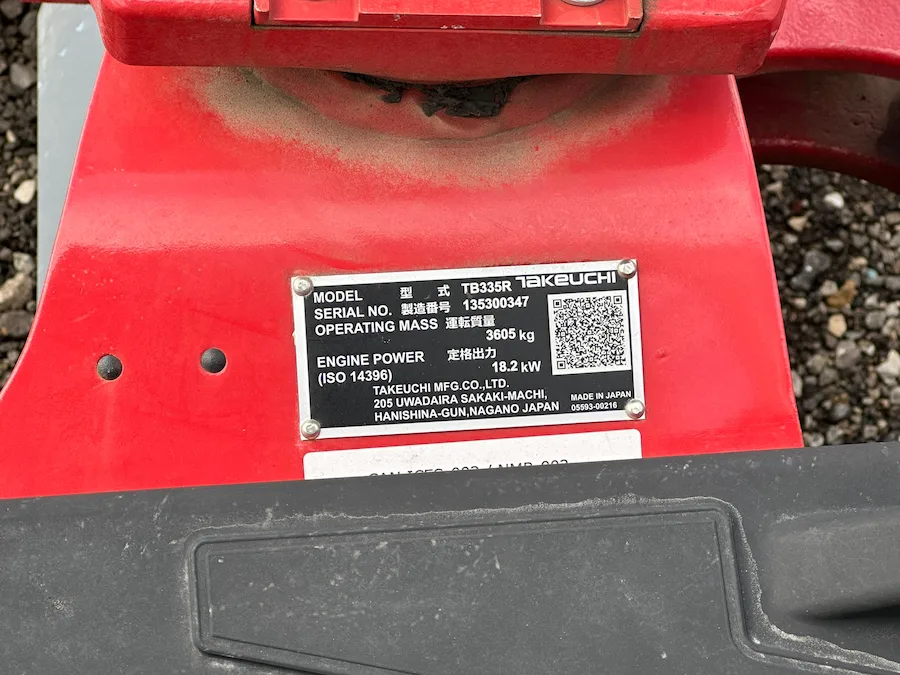 TAKEUCHI
MODEL 型 式 TB335R
SERIAL NO. 製造番号 135300347
OPERATING MASS 運転質量
3605 kg
ENGINE POWER 定格出力
(ISO 14396) 18.2 kW
TAKEUCHI MFG.CO.,LTD.
205 UWADAIRA SAKAKI-MACHI,
HANISHINA-GUN,NAGANO JAPAN
MADE IN JAPAN
05593-00216